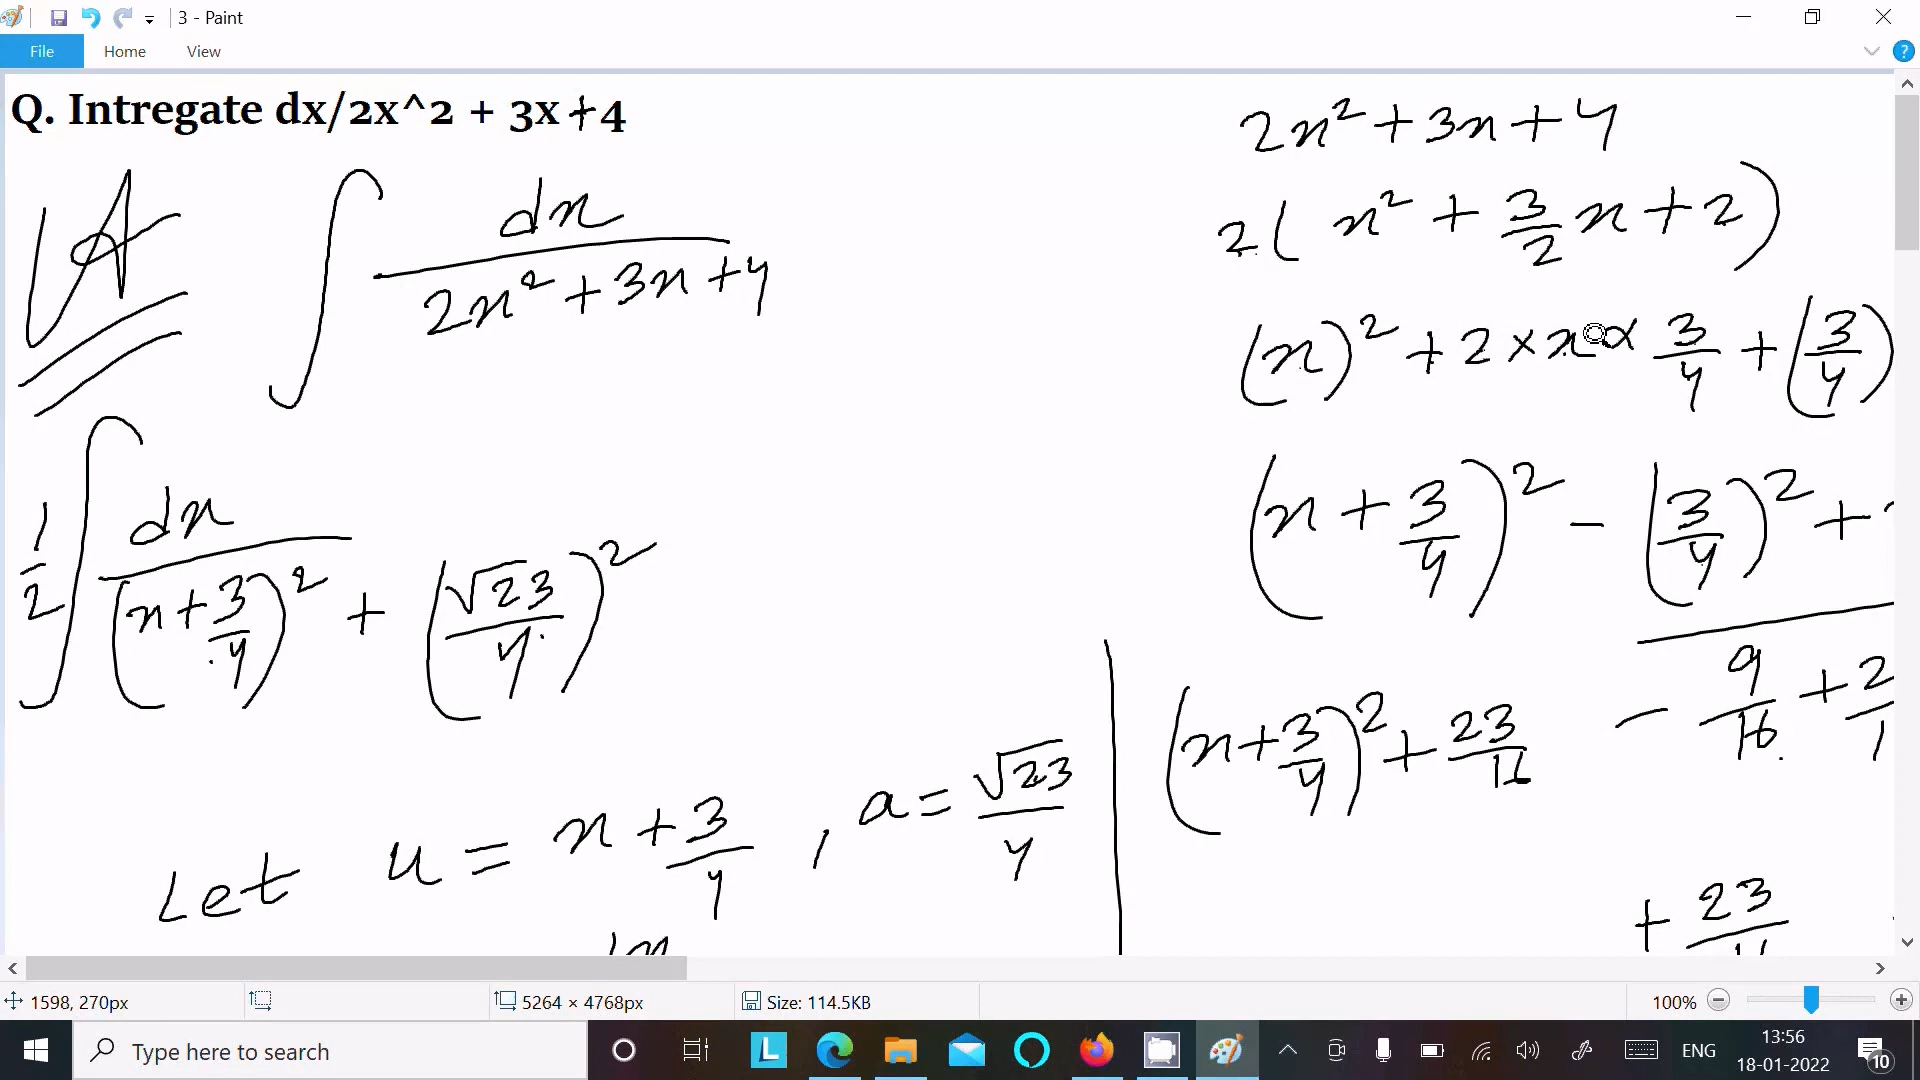 3 - Paint
File Home View
Q. Intregate dx/2x^2 + 3x+4
A
∫ dx / 2x² + 3x + 4
1/2 ∫ dx / (x + 3/4)² + (√23/4)²
Let u = x + 3/4 , a = √23/4
dx
2x² + 3x + 4
2( x² + 3/2 x + 2 )
(x)² + 2 × x × 3/4 + (3/4)
(x + 3/4)² - (3/4)² +
- 9/16 + 2/1
(x + 3/4)² + 23/16
+ 23/16
1598, 270px 5264 × 4768px Size: 114.5KB 100%
Type here to search
L
ENG
13:56
18-01-2022
10